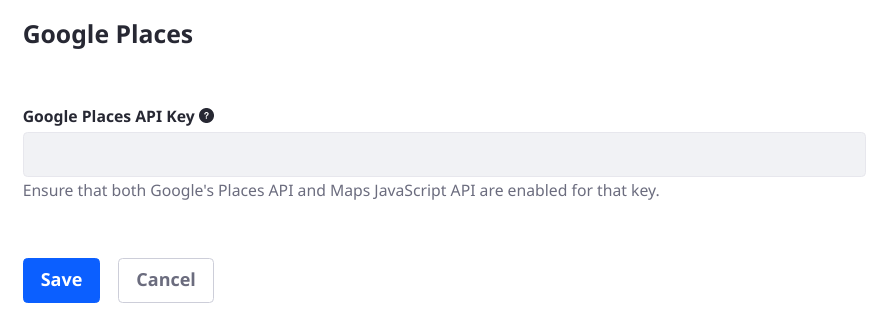 Google Places
Google Places API Key ?
Ensure that both Google's Places API and Maps JavaScript API are enabled for that key.
Save Cancel